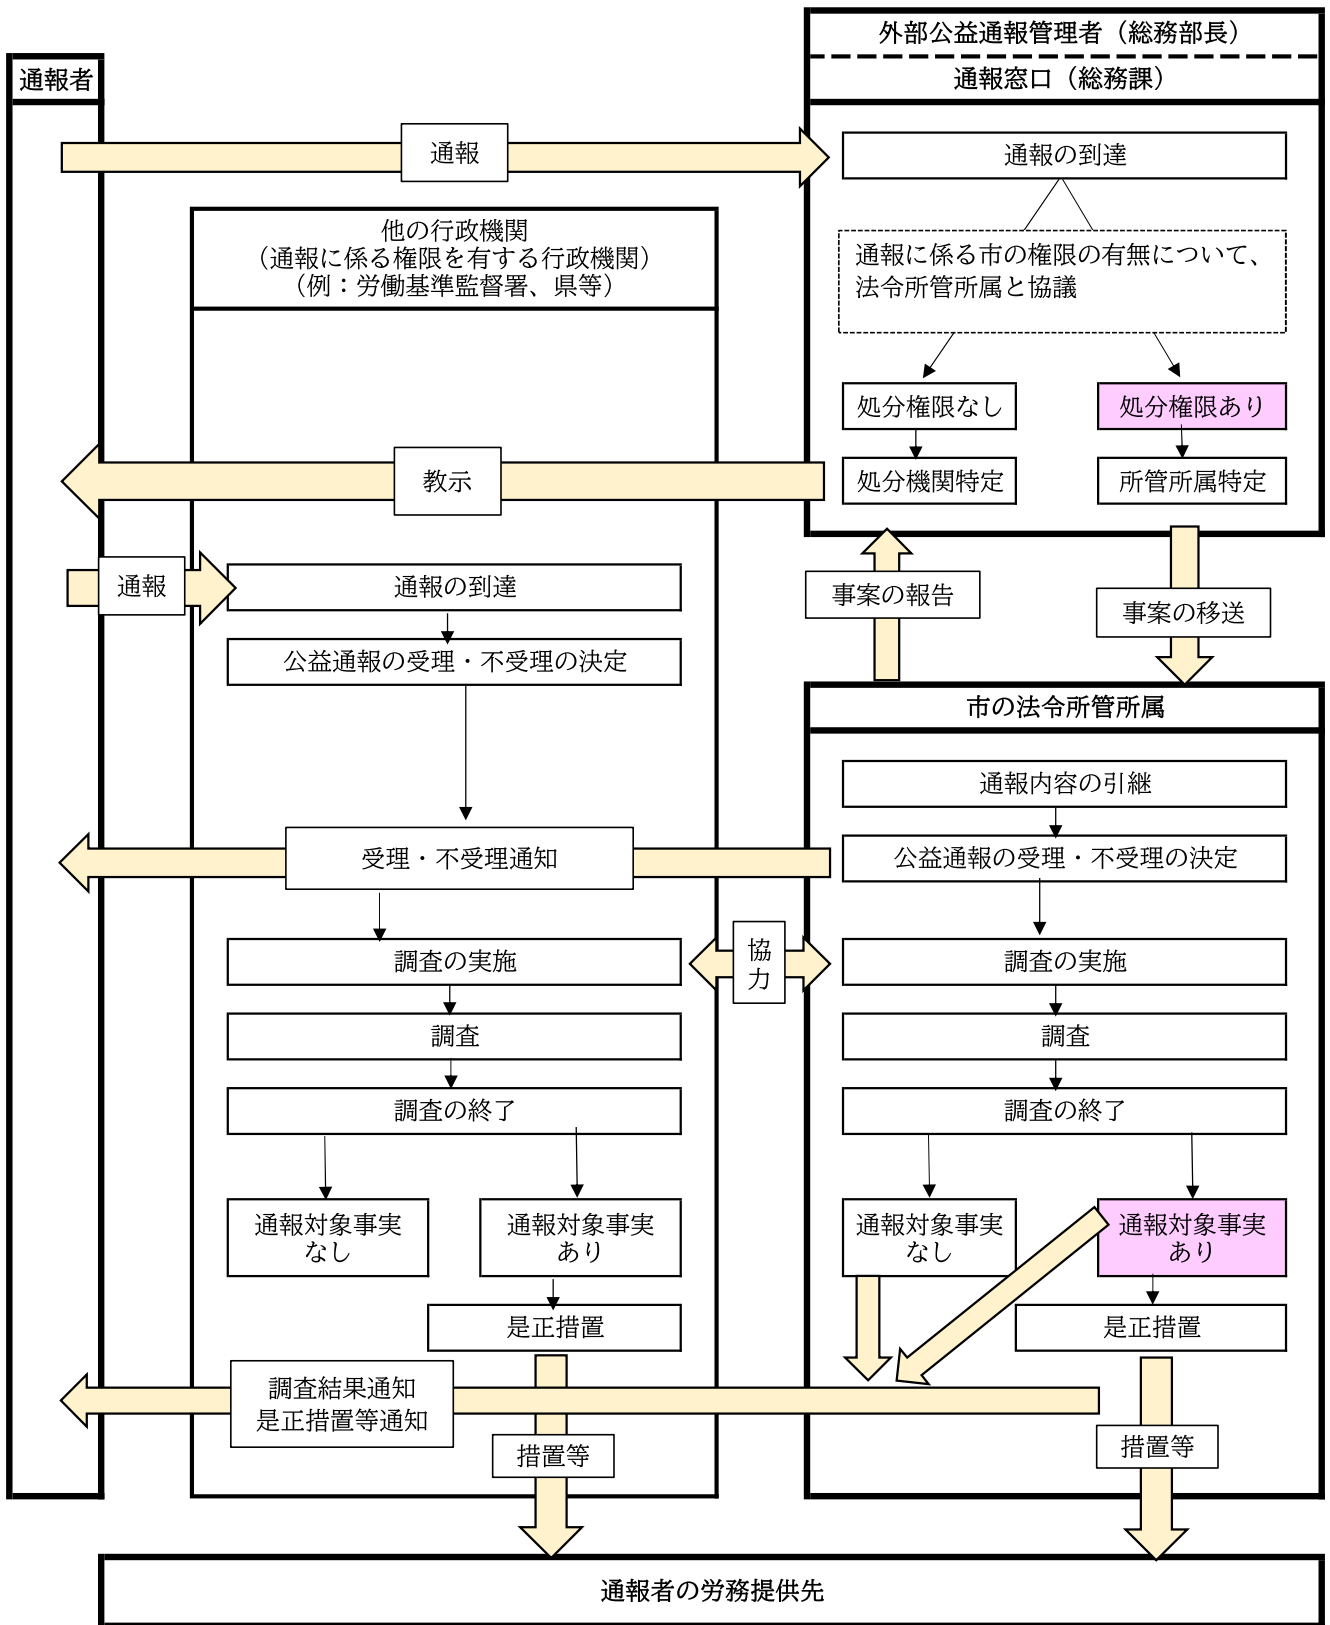 外部公益通報管理者（総務部長）
通報窓口（総務課）
通報者
通報
通報の到達
他の行政機関
（通報に係る権限を有する行政機関）
（例：労働基準監督署、県等）
通報に係る市の権限の有無について、
法令所管所属と協議
処分権限なし
処分権限あり
教示
処分機関特定
所管所属特定
通報
通報の到達
事案の報告
事案の移送
公益通報の受理・不受理の決定
市の法令所管所属
通報内容の引継
受理・不受理通知
公益通報の受理・不受理の決定
調査の実施
協
力
調査の実施
調査
調査
調査の終了
調査の終了
通報対象事実
なし
通報対象事実
あり
通報対象事実
なし
通報対象事実
あり
是正措置
是正措置
調査結果通知
是正措置等通知
措置等
措置等
通報者の労務提供先